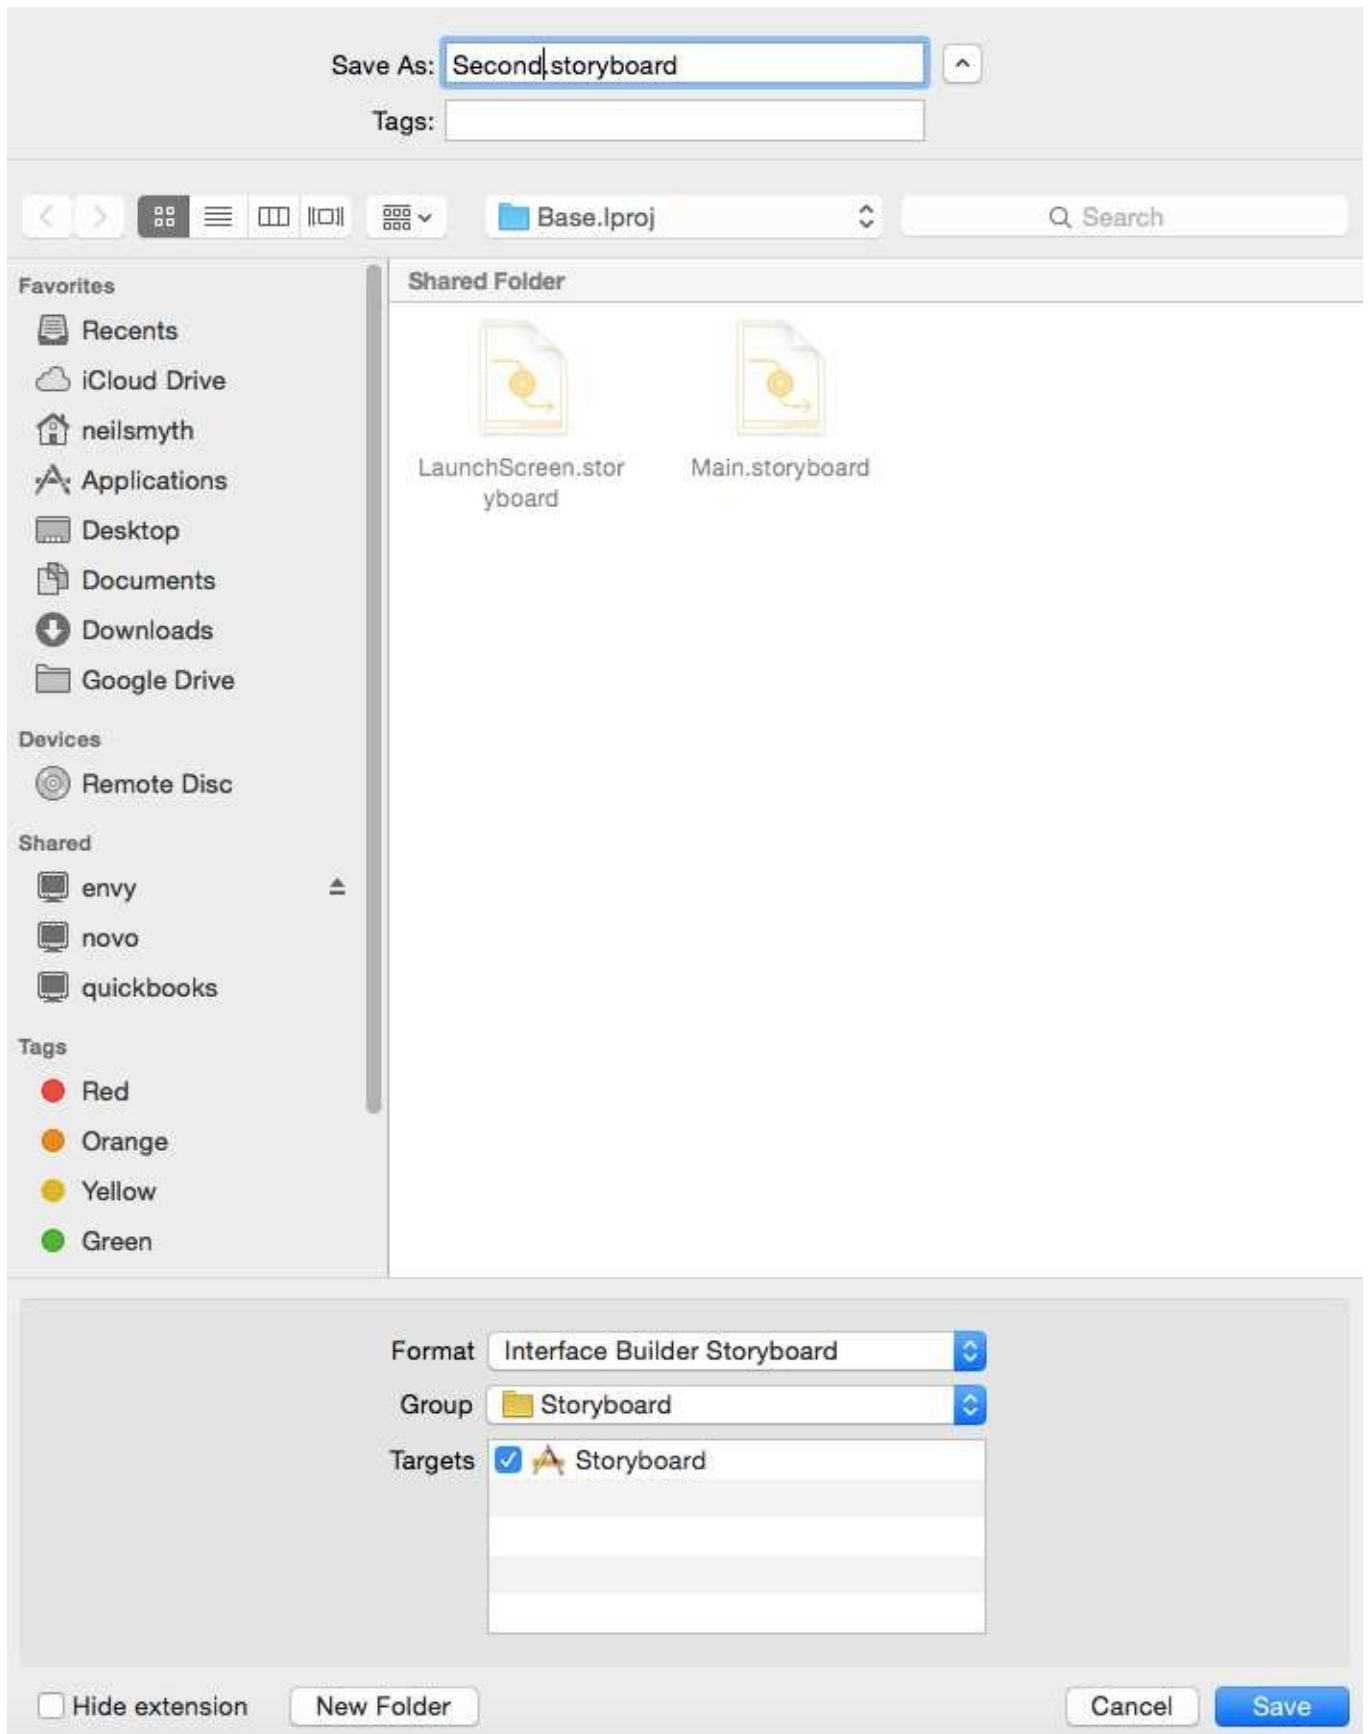 Save As: Second.storyboard
Tags:
Base.lproj
Search
Favorites
Recents
iCloud Drive
neilsmyth
Applications
Desktop
Documents
Downloads
Google Drive
Devices
Remote Disc
Shared
envy
novo
quickbooks
Tags
Red
Orange
Yellow
Green
Shared Folder
LaunchScreen.stor
yboard
Main.storyboard
Format Interface Builder Storyboard
Group Storyboard
Targets Storyboard
Hide extension New Folder Cancel Save